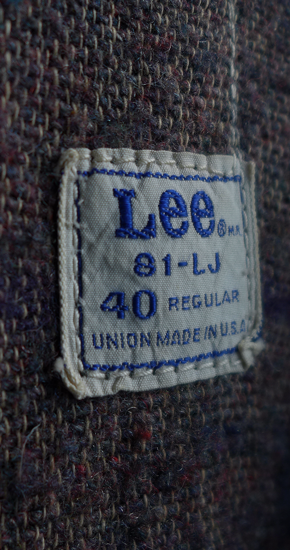 Lee® M.R.
81-LJ
40 REGULAR
UNION MADE IN U.S.A.